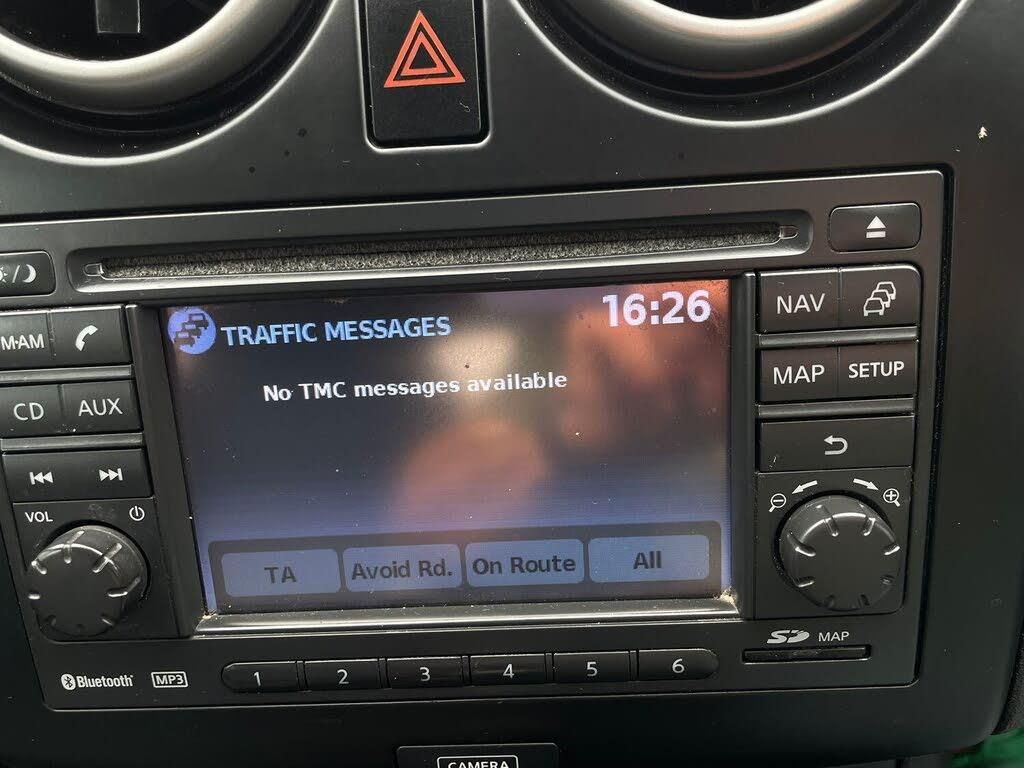 TRAFFIC MESSAGES
16:26
No TMC messages available
TA
Avoid Rd.
On Route
All
M·AM
CD
AUX
VOL
NAV
MAP
SETUP
SD MAP
Bluetooth
MP3
1
2
3
4
5
6
CAMERA